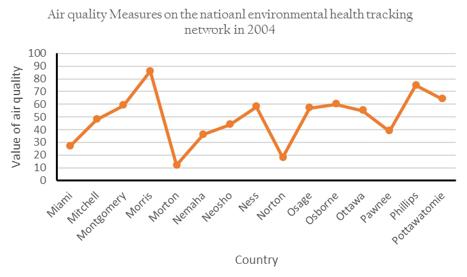 Air quality Measures on the natioanl environmental health tracking
network in 2004
Value of air quality
100
90
80
70
60
50
40
30
20
10
0
Miami
Mitchell
Montgomery
Morris
Morton
Nemaha
Neosho
Ness
Norton
Osage
Osborne
Ottawa
Pawnee
Phillips
Pottawatomie
Country